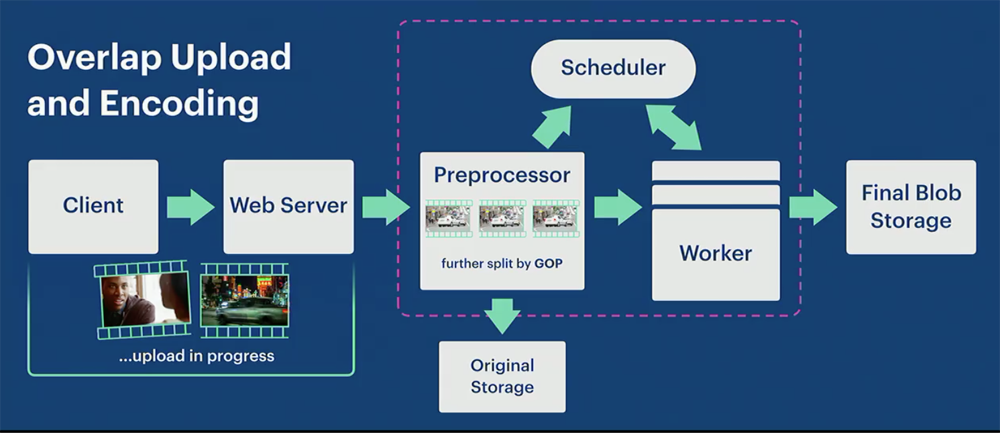 Overlap Upload
and Encoding
Scheduler
Client
Web Server
Preprocessor
further split by GOP
Worker
Final Blob
Storage
...upload in progress
Original
Storage